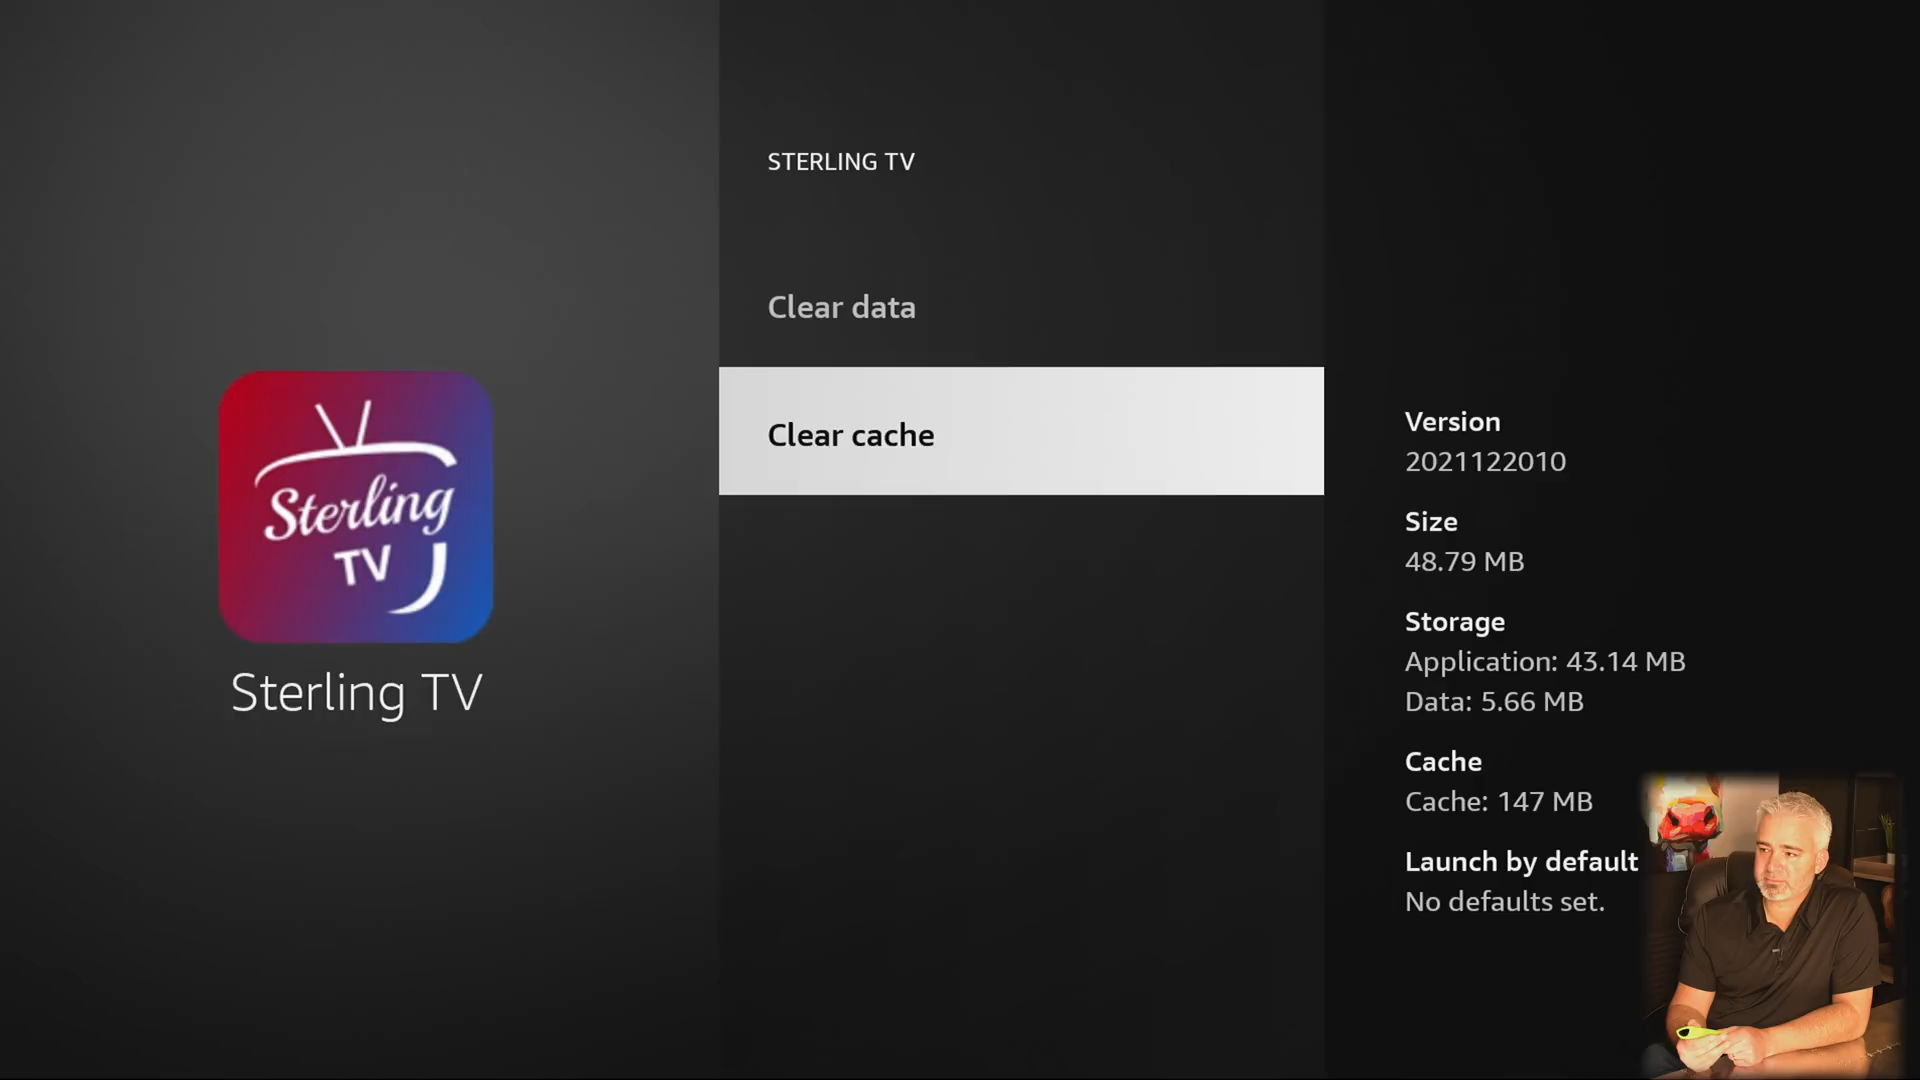 STERLING TV
Clear data
Clear cache
Sterling
TV
Sterling TV
Version
2021122010
Size
48.79 MB
Storage
Application: 43.14 MB
Data: 5.66 MB
Cache
Cache: 147 MB
Launch by default
No defaults set.